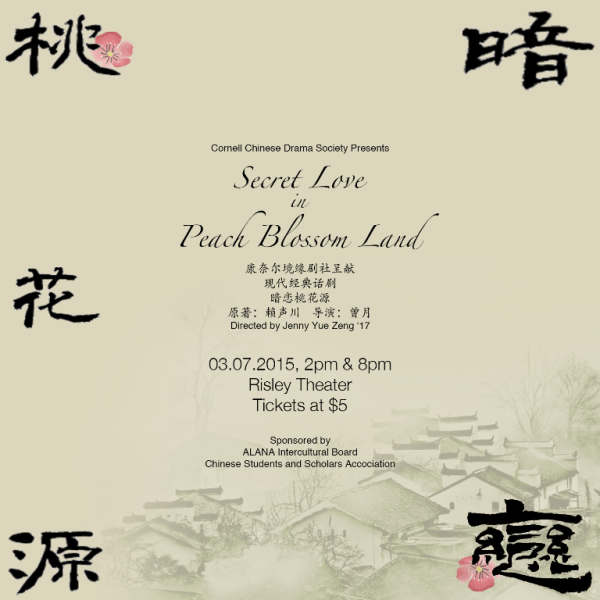 桃
暗
Cornell Chinese Drama Society Presents
Secret Love
in
Peach Blossom Land
康奈尔境缘剧社呈献
现代经典话剧
暗恋桃花源
原著：賴声川 导演：曾月
Directed by Jenny Yue Zeng '17
花
03.07.2015, 2pm & 8pm
Risley Theater
Tickets at $5
Sponsored by
ALANA Intercultural Board
Chinese Students and Scholars Accociation
源
戀